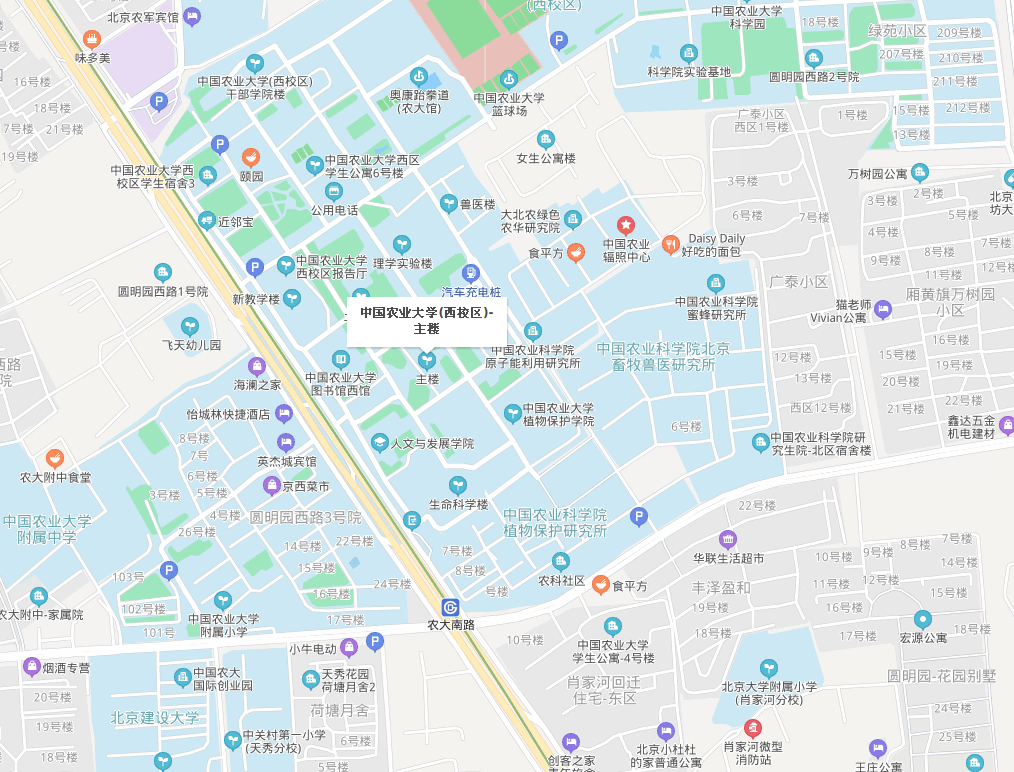 (西校区)
北京农军宾馆
中国农业大学
科学园
18号楼
绿苑小区
209号楼
味多美
207号楼
210号楼
16号楼
中国农业大学(西校区)
干部学院楼
科学院实验基地
圆明园西路2号院
211号楼
奥康跆拳道
(农大馆)
中国农业大学
篮球场
18号楼
212号楼
15号楼
广泰小区
西区1号楼
1号楼
7号楼
21号楼
13号楼
19号楼
女生公寓楼
中国农业大学西区
学生公寓6号楼
中国农业大学西
校区学生宿舍3
颐园
万树园公寓
3号楼
2号楼
北京
坊大
3号楼
公用电话
兽医楼
5号楼
大北农绿色
农华研究院
6号楼
7号楼
近邻宝
4号楼
中国农业
辐照中心
Daisy Daily
好吃的面包
7号楼
食平方
理学实验楼
中国农业大学
西校区报告厅
9号楼
8号楼
11号楼
12号楼
广泰小区
圆明园西路1号院
新教学楼
汽车充电桩
中国农业科学院
蜜蜂研究所
厢黄旗万树园
小区
猫老师
Vivian公寓
中国农业大学(西校区)-
主楼
飞天幼儿园
16号楼
中国农业科学院
原子能利用研究所
中国农业科学院北京
畜牧兽医研究所
12号楼
15号楼
19号楼
西路
院
海澜之家
中国农业大学
图书馆西馆
主楼
13号楼
20号楼
怡城林快捷酒店
中国农业大学
植物保护学院
西区12号楼
22号楼
21号楼
6号楼
鑫达五金
机电建材
8号楼
7号
人文与发展学院
中国农业科学院研
究生院-北区宿舍楼
英杰城宾馆
农大附中食堂
6号楼
5号楼
京西菜市
3号楼
生命科学楼
22号楼
中国农业大学
附属中学
4号楼
圆明园西路3号院
中国农业科学院
植物保护研究所
26号楼
14号楼
22号楼
7号楼
8号楼
7号楼
华联生活超市
10号楼
9号楼
14号楼
15号楼
8号楼
103号
24号楼
农科社区
食平方
丰泽盈和
11号楼
12号楼
号楼
16号楼
102号楼
19号楼
16号楼
农大附中-家属院
中国农业大学
附属小学
17号楼
农大南路
101号
10号楼
18号楼
17号楼
宏源公寓
18号楼
小牛电动
中国农业大学
学生公寓-4号楼
烟酒专营
中国农大
国际创业园
天秀花园
荷塘月舍2
肖家河回迁
住宅-东区
北京大学附属小学
(肖家河分校)
圆明园-花园别墅
20号楼
荷塘月舍
24号楼
北京建设大学
19号楼
中关村第一小学
(天秀分校)
6号楼
25号楼
18号楼
北京小杜杜
的家普通公寓
肖家河微型
消防站
创客之家
5号楼
王庄公寓